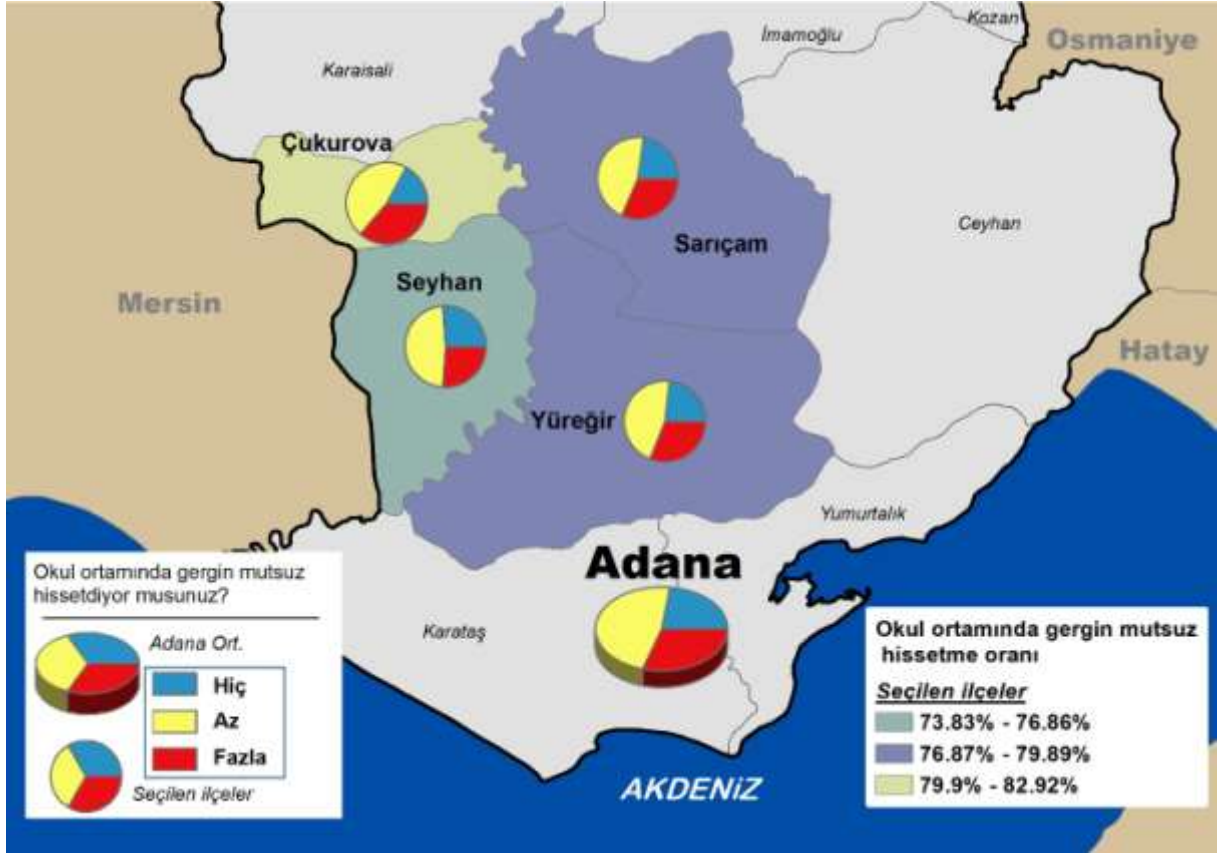 Kozan
İmamoğlu
Osmaniye
Karaisali
Çukurova
Sarıçam
Ceyhan
Seyhan
Mersin
Hatay
Yüreğir
Yumurtalık
Adana
Karataş
AKDENİZ
Okul ortamında gergin mutsuz
hissetdiyor musunuz?
Adana Ort.
Hiç
Az
Fazla
Seçilen ilçeler
Okul ortamında gergin mutsuz
hissetme oranı
Seçilen ilçeler
73.83% - 76.86%
76.87% - 79.89%
79.9% - 82.92%